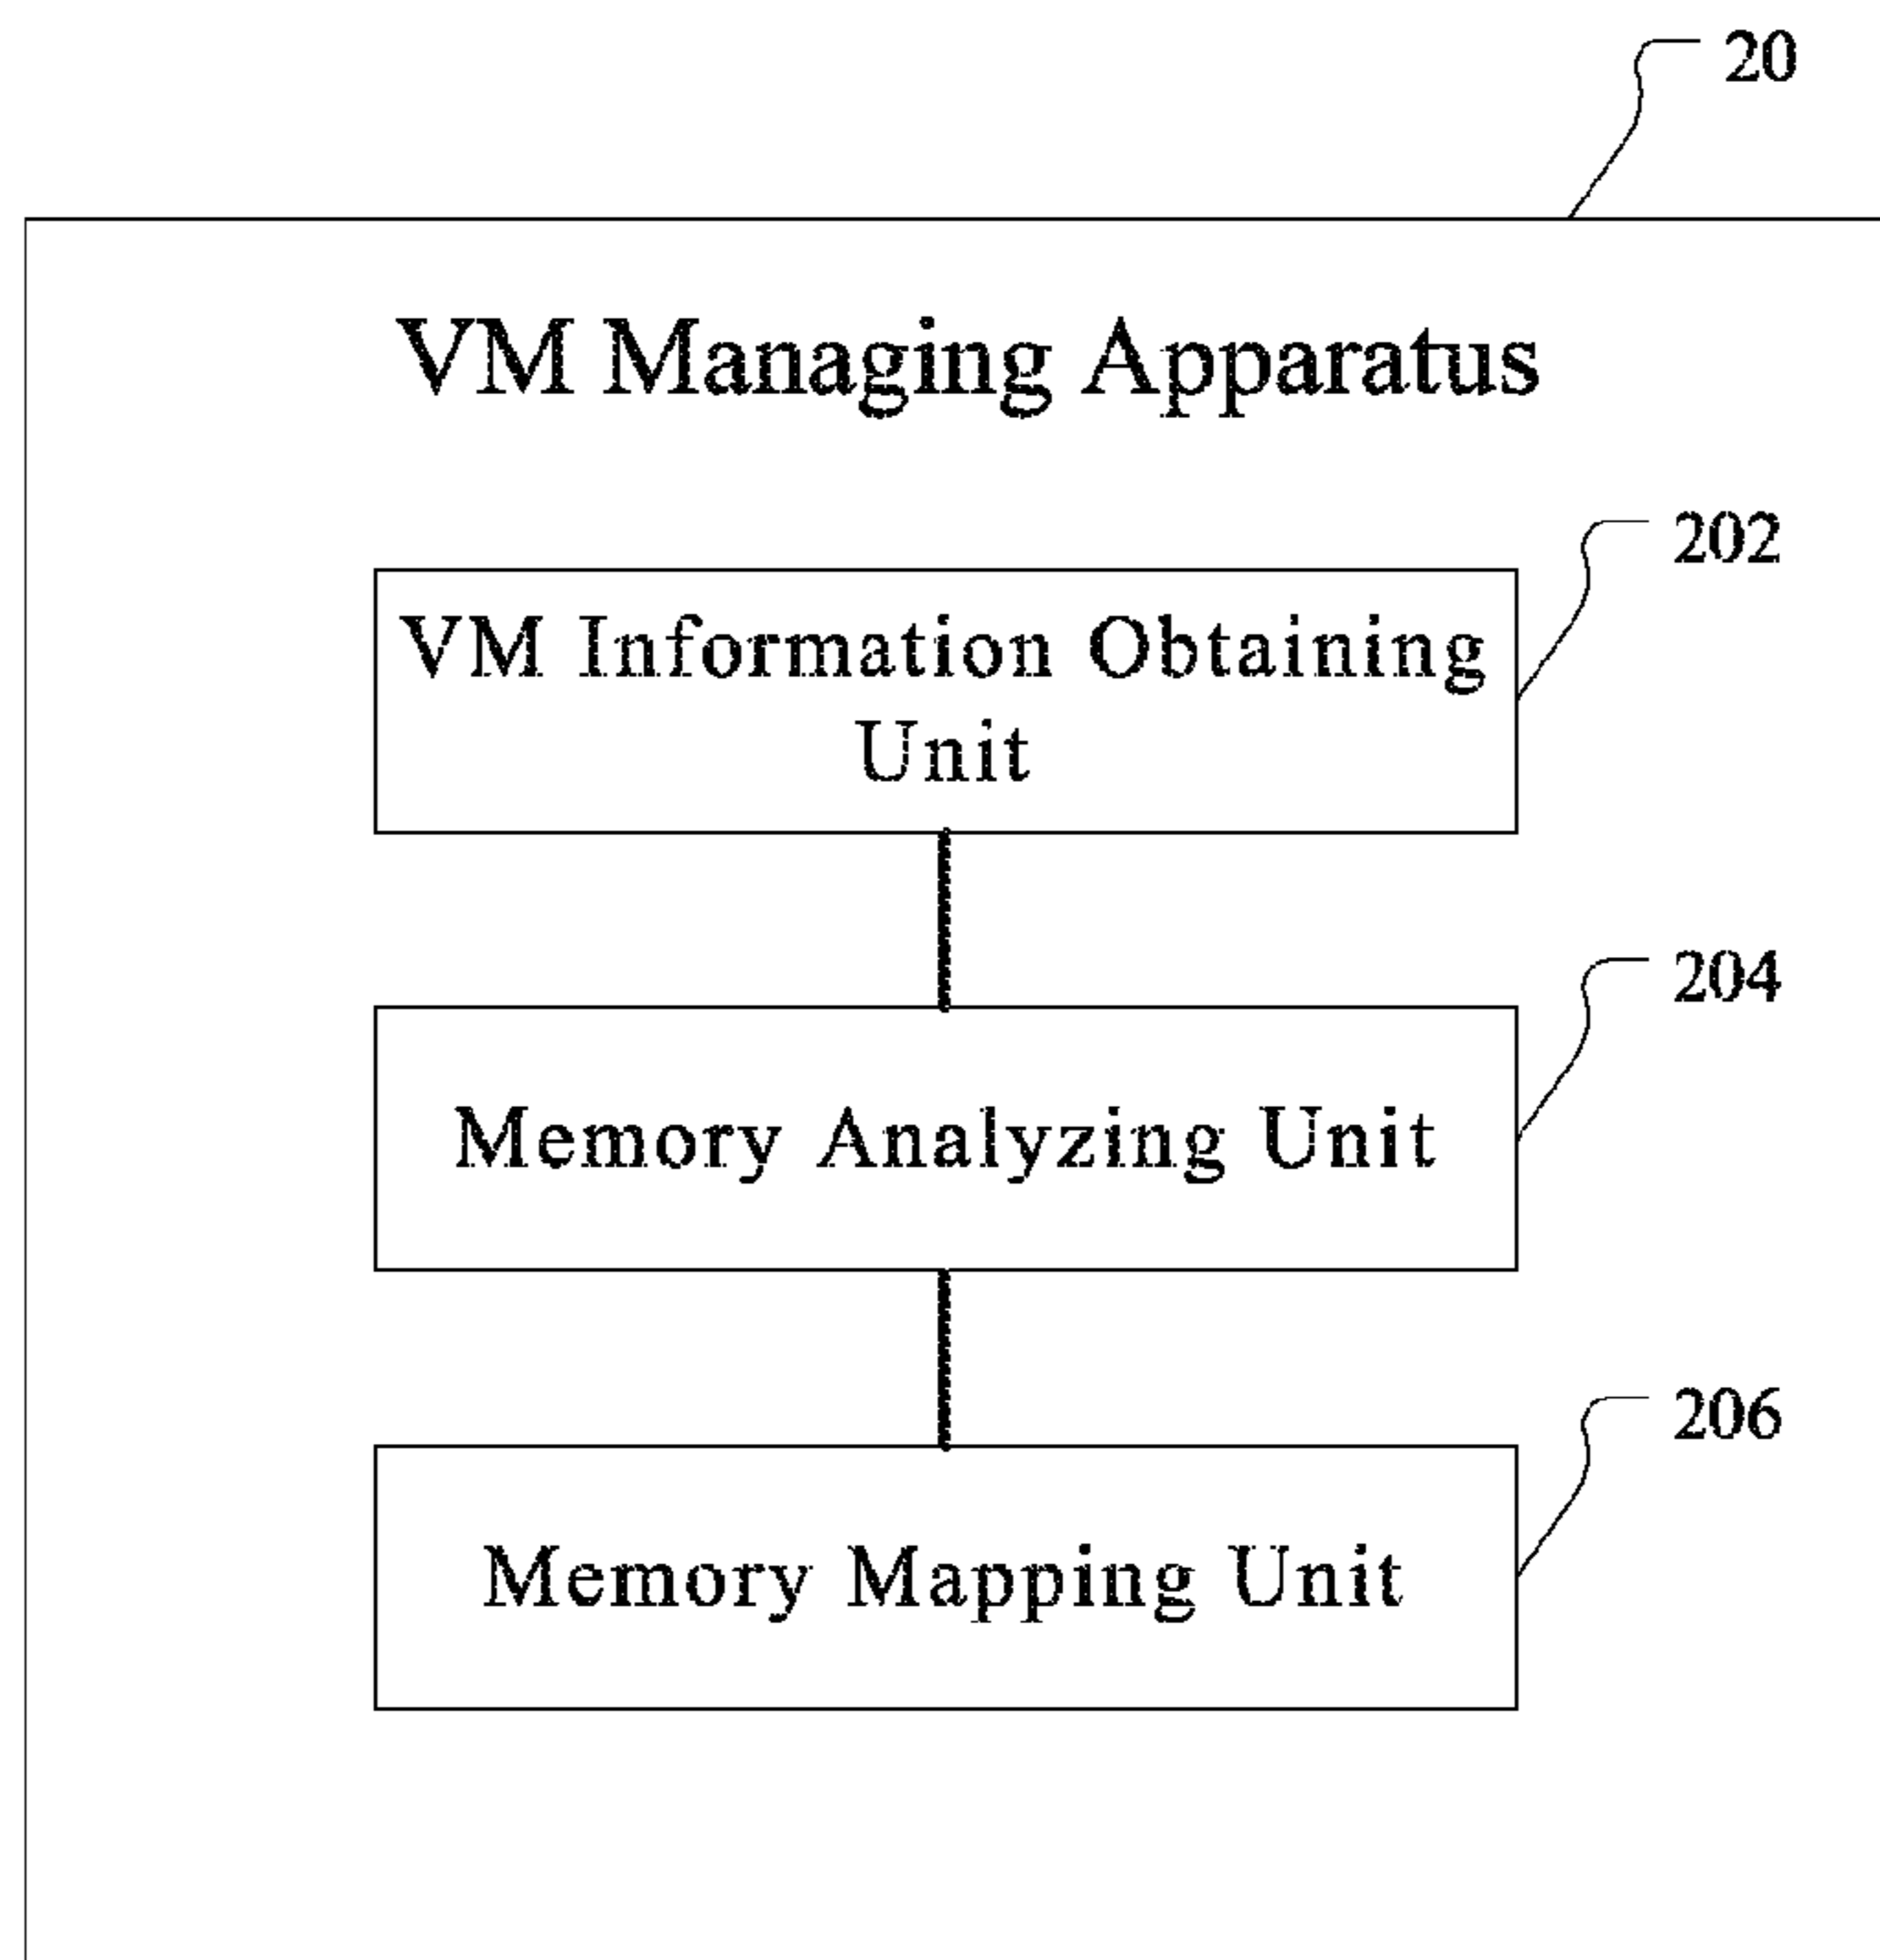 20
VM Managing Apparatus
202
VM Information Obtaining
Unit
204
Memory Analyzing Unit
206
Memory Mapping Unit